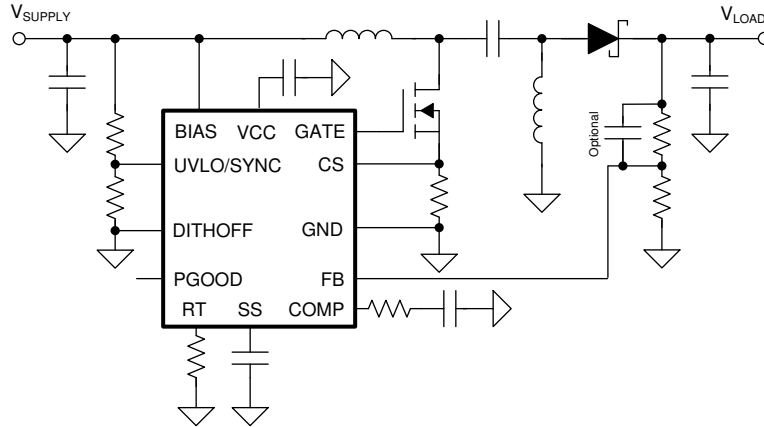 VSUPPLY
VLOAD
BIAS VCC GATE
Optional
UVLO/SYNC CS
DITHOFF GND
PGOOD FB
RT SS COMP